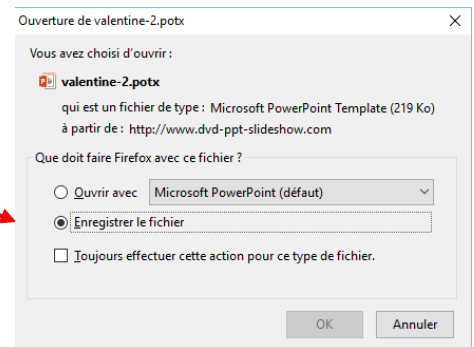 Ouverture de valentine-2.potx
Vous avez choisi d'ouvrir :
valentine-2.potx
qui est un fichier de type : Microsoft PowerPoint Template (219 Ko)
à partir de : http://www.dvd-ppt-slideshow.com
Que doit faire Firefox avec ce fichier ?
Ouvrir avec Microsoft PowerPoint (défaut)
Enregistrer le fichier
Toujours effectuer cette action pour ce type de fichier.
OK Annuler